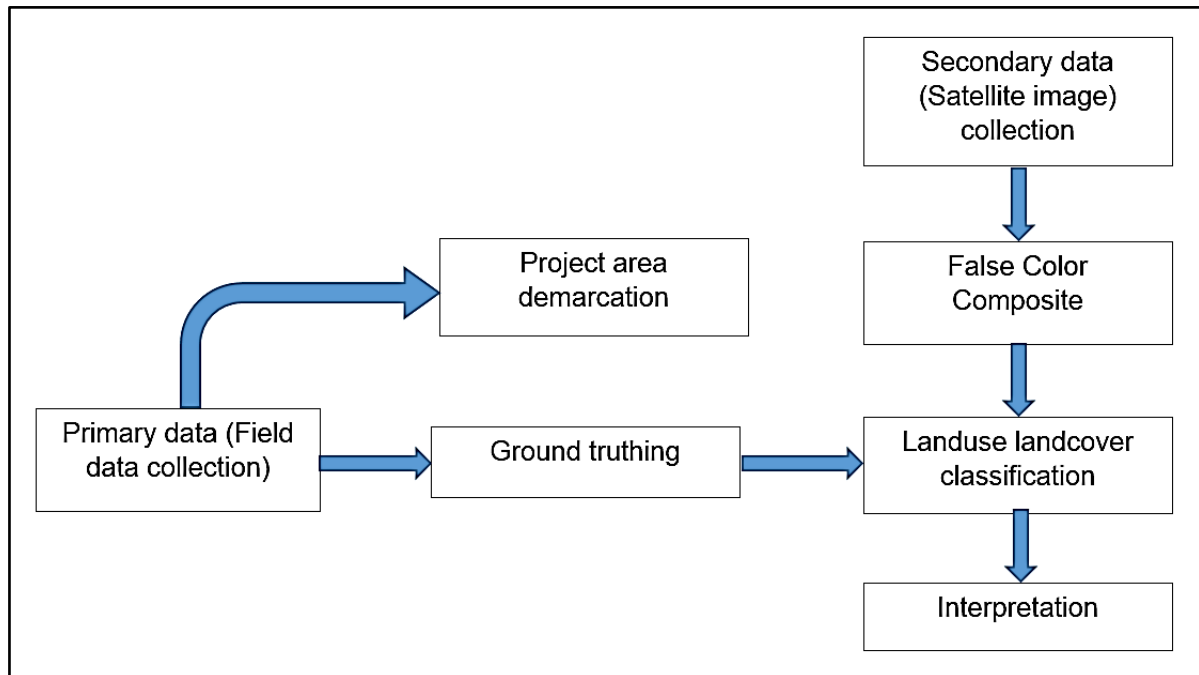 Secondary data
(Satellite image)
collection
Project area
demarcation
False Color
Composite
Primary data (Field
data collection)
Ground truthing
Landuse landcover
classification
Interpretation